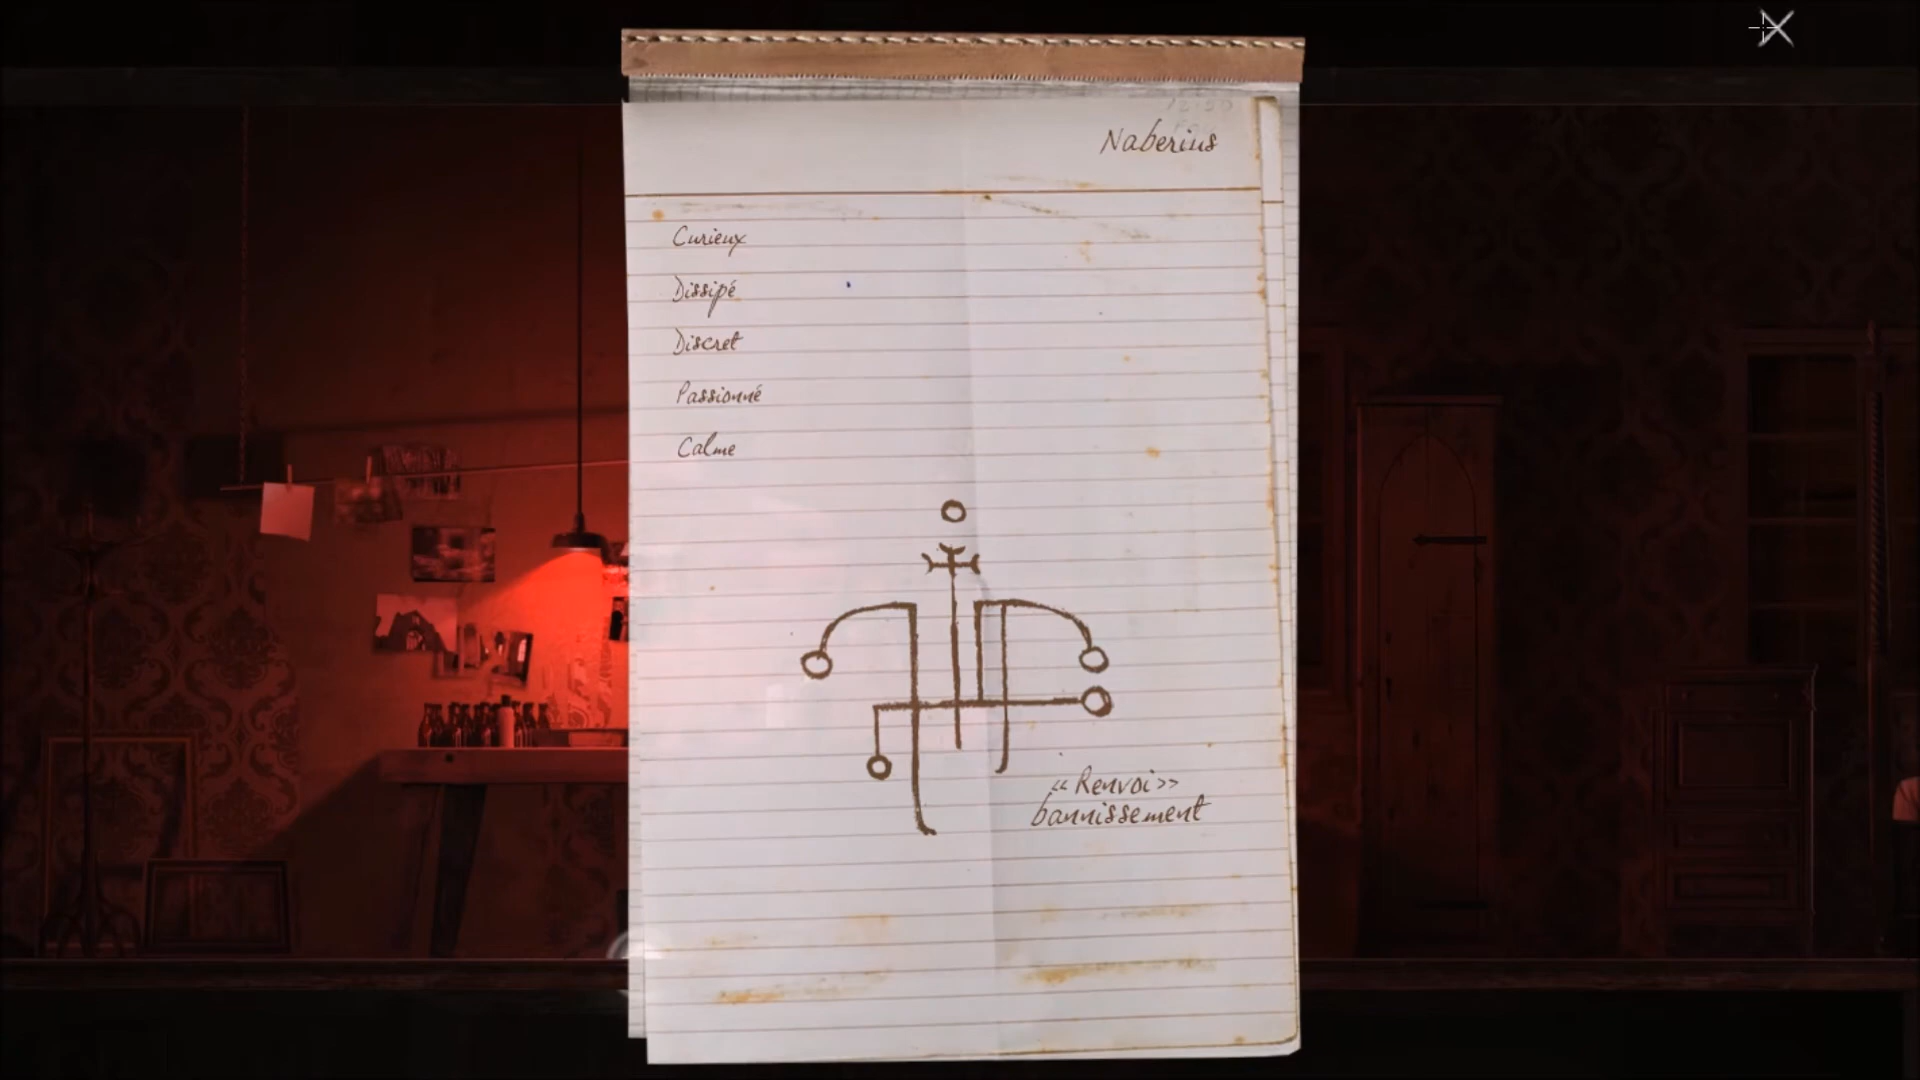 Naberius
Curieux
Dissipé
Discret
Passionné
Calme
<< Renvoi >>
bannissement